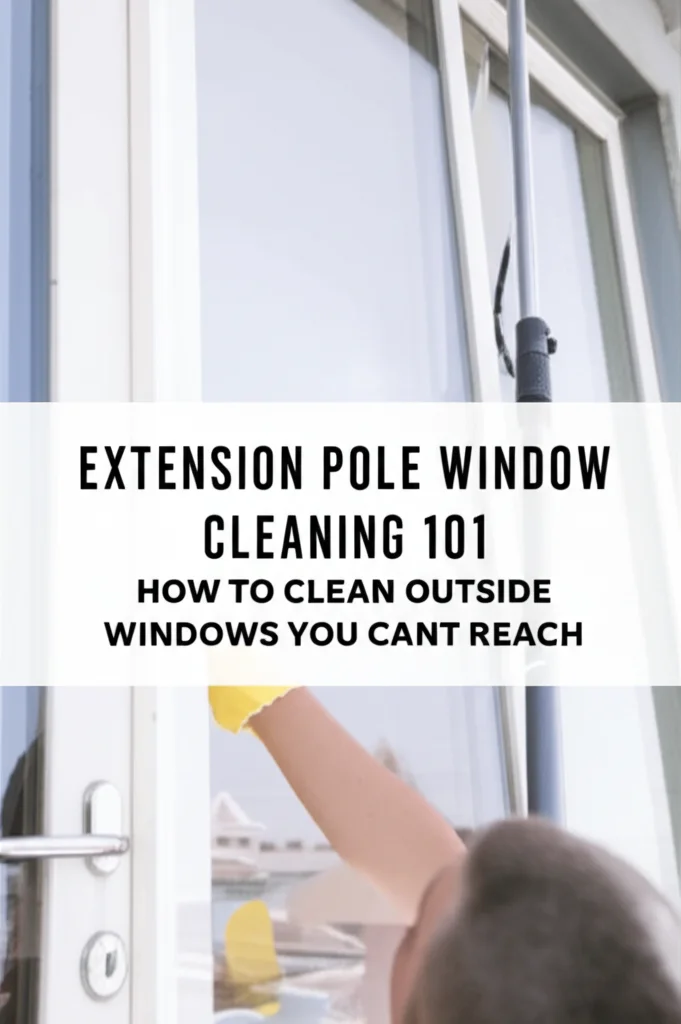 EXTENSION POLE WINDOW
CLEANING 101
HOW TO CLEAN OUTSIDE
WINDOWS YOU CANT REACH